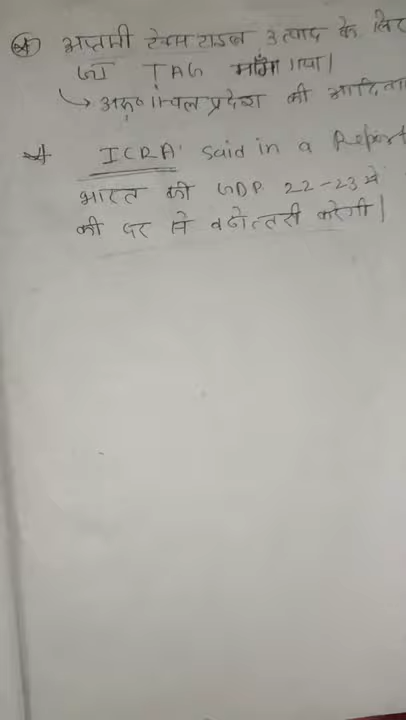 अपतनी टेक्सटाइल उत्पाद के लिए
GI TAG माँगा गया।
↳ अरुणांचल प्रदेश की आदिवा
* ICRA' said in a Report
भारत की GDP 22-23 मे
की दर से बढोत्तरी करेगी।